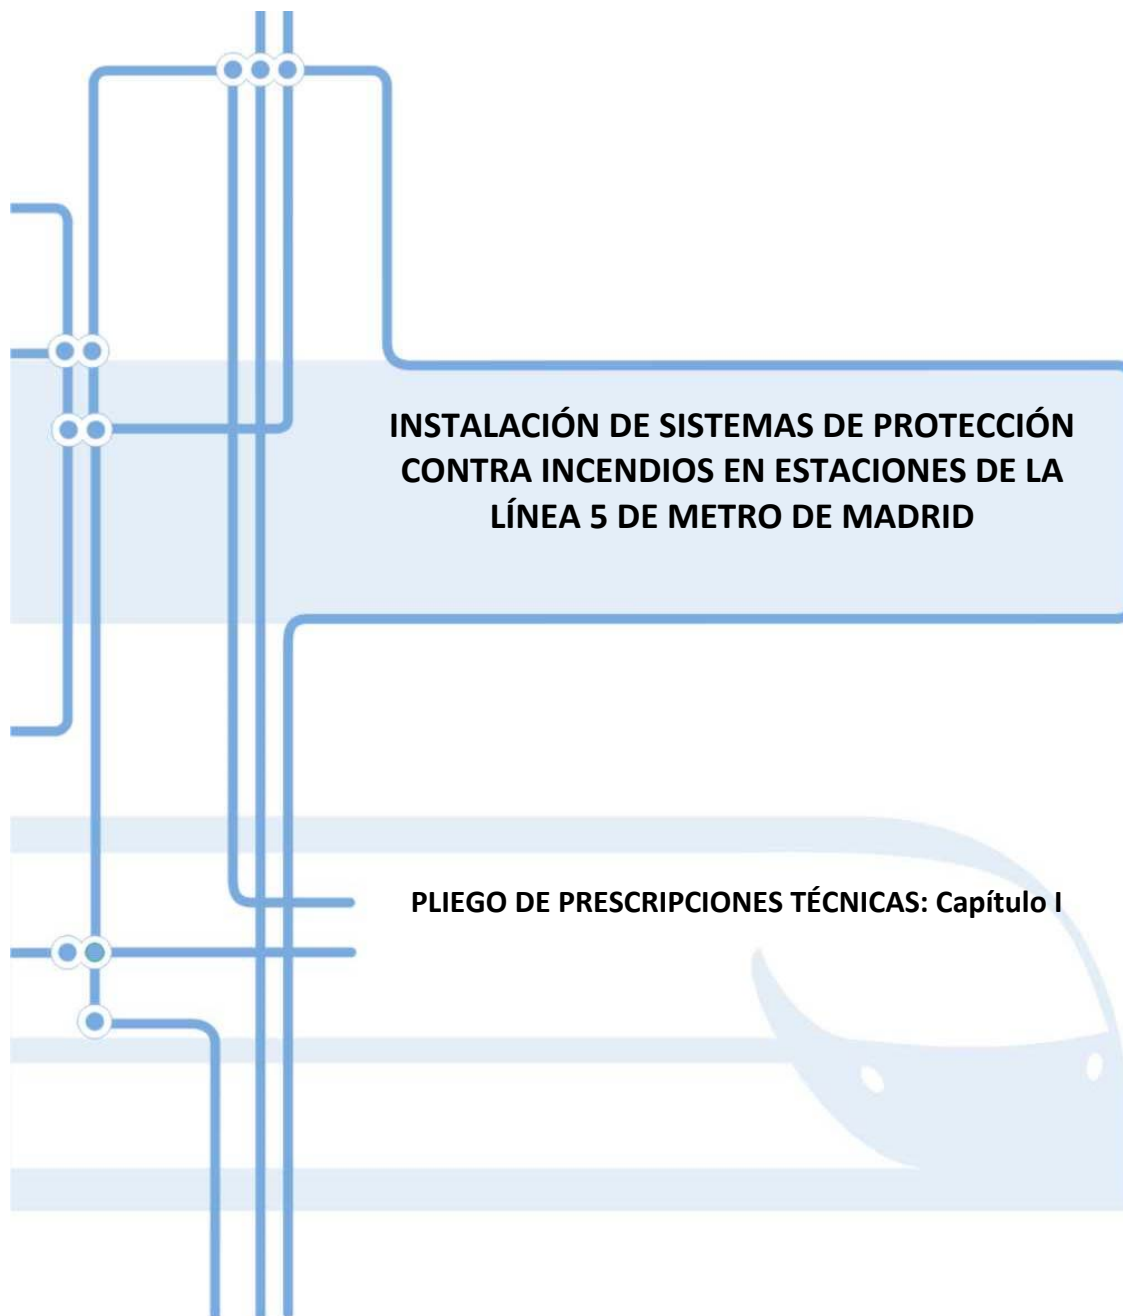 INSTALACIÓN DE SISTEMAS DE PROTECCIÓN
CONTRA INCENDIOS EN ESTACIONES DE LA
LÍNEA 5 DE METRO DE MADRID
PLIEGO DE PRESCRIPCIONES TÉCNICAS: Capítulo I